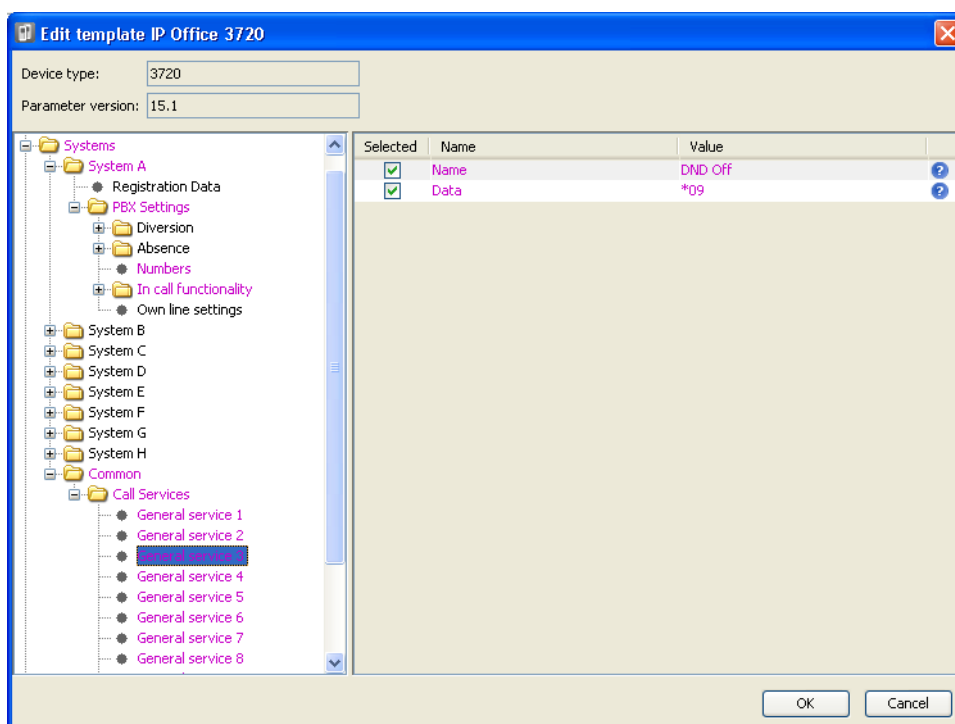 Edit template IP Office 3720
Device type: 3720
Parameter version: 15.1
Systems
System A
Registration Data
PBX Settings
Diversion
Absence
Numbers
In call functionality
Own line settings
System B
System C
System D
System E
System F
System G
System H
Common
Call Services
General service 1
General service 2
General service 3
General service 4
General service 5
General service 6
General service 7
General service 8
Selected Name Value
Name DND Off ?
Data *09 ?
OK Cancel